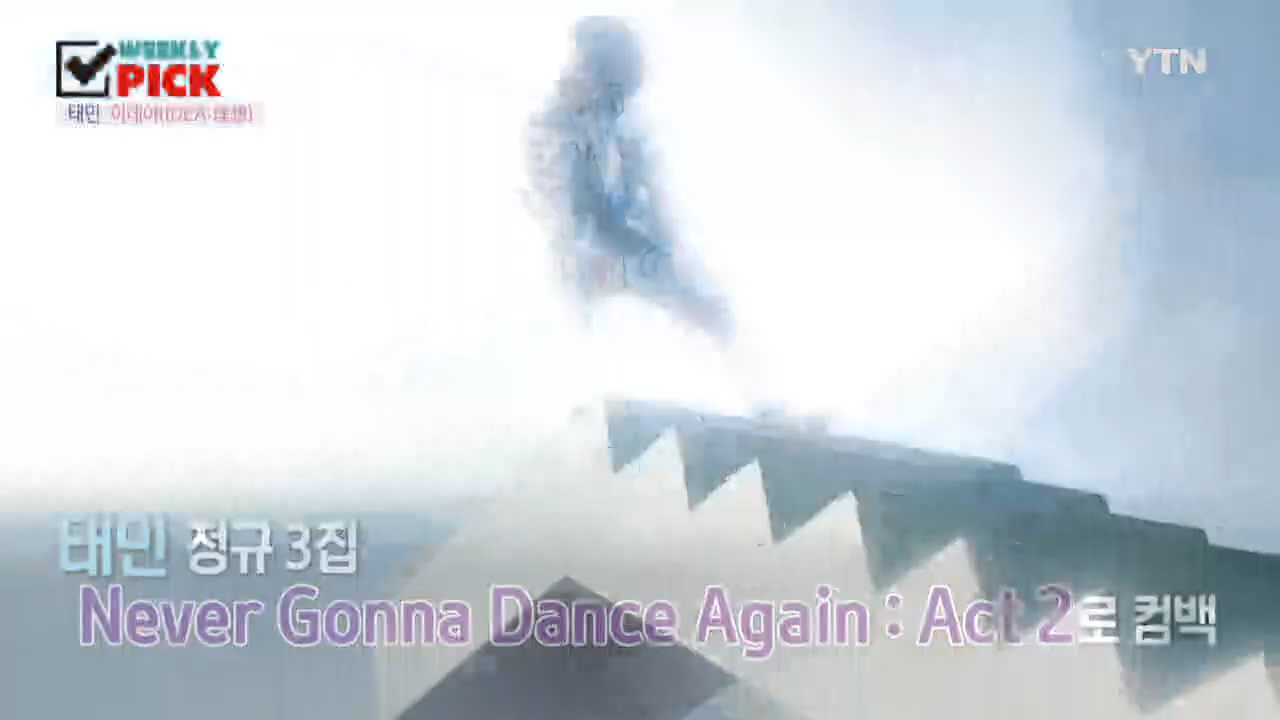 WEEKLY
PICK
YTN
태민 이데아(IDEA:理想)
태민 정규 3집
Never Gonna Dance Again : Act 2로 컴백